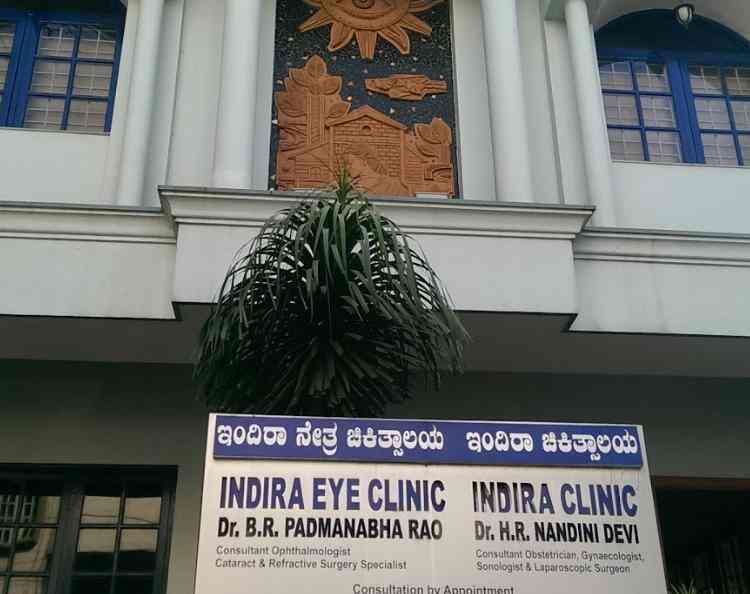 ಇಂದಿರಾ ನೇತ್ರ ಚಿಕಿತ್ಸಾಲಯ ಇಂದಿರಾ ಚಿಕಿತ್ಸಾಲಯ
INDIRA EYE CLINIC
Dr. B.R. PADMANABHA RAO
Consultant Ophthalmologist
Cataract & Refractive Surgery Specialist
INDIRA CLINIC
Dr. H.R. NANDINI DEVI
Consultant Obstetrician, Gynaecologist,
Sonologist & Laparoscopic Surgeon
Consultation by Appointment